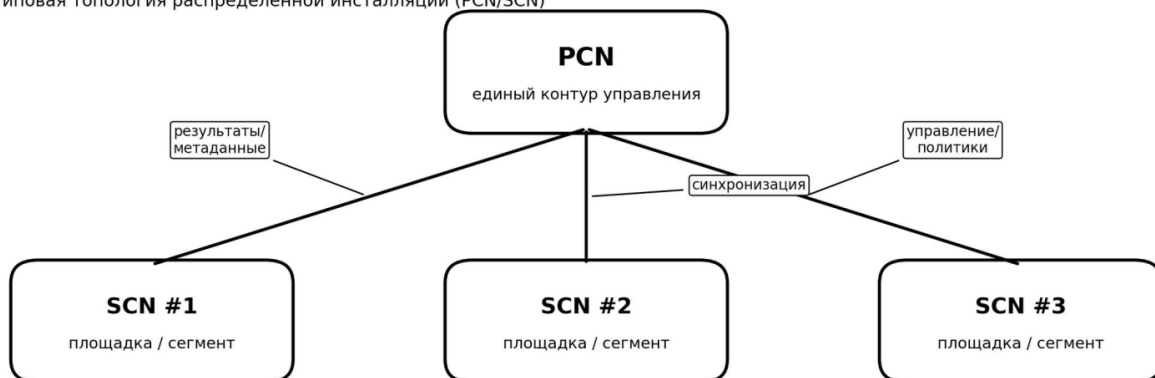 иповая топология распределенной инсталляции (PCN/SCN)
PCN
единый контур управления
результаты/
метаданные
управление/
политики
синхронизация
SCN #1
площадка / сегмент
SCN #2
площадка / сегмент
SCN #3
площадка / сегмент